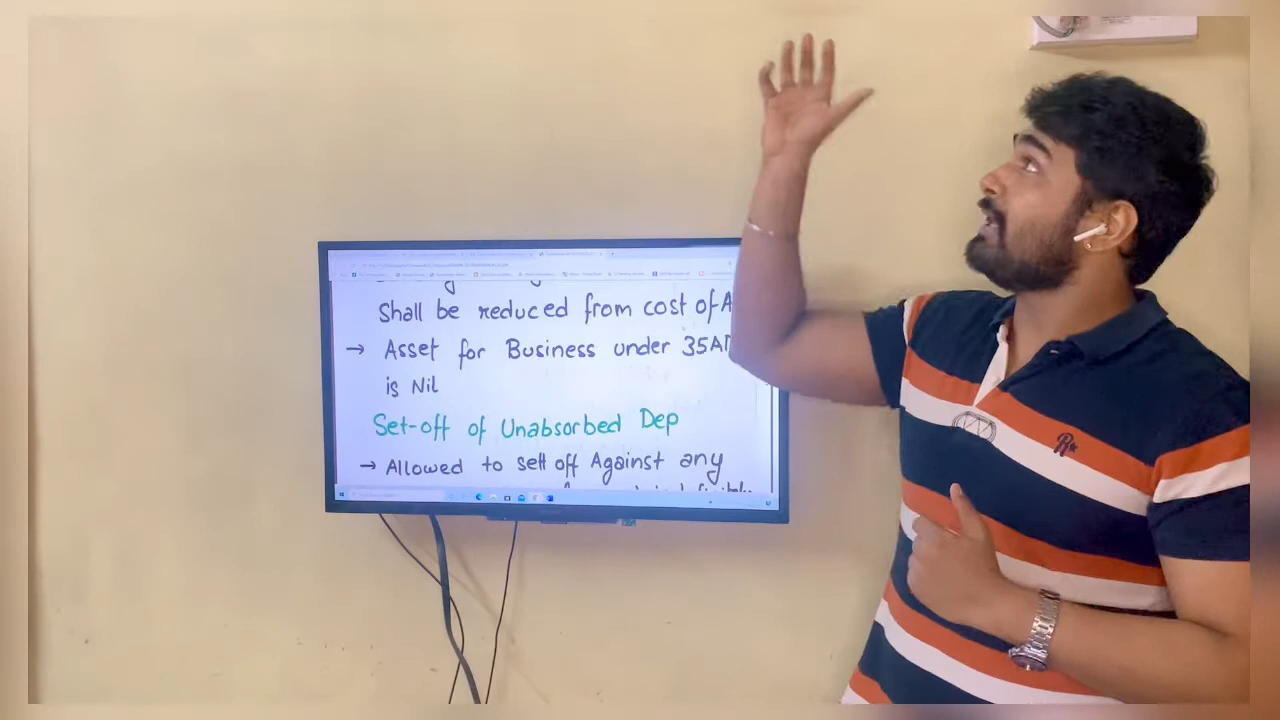 Shall be reduced from cost of A
→ Asset for Business under 35A
is Nil
Set-off of Unabsorbed Dep
→ Allowed to sett off Against any
R